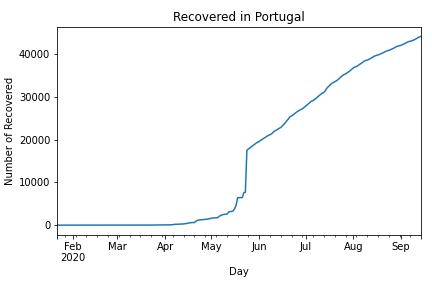 Recovered in Portugal
Number of Recovered
40000
30000
20000
10000
0
Feb Mar Apr May Jun Jul Aug Sep
2020
Day